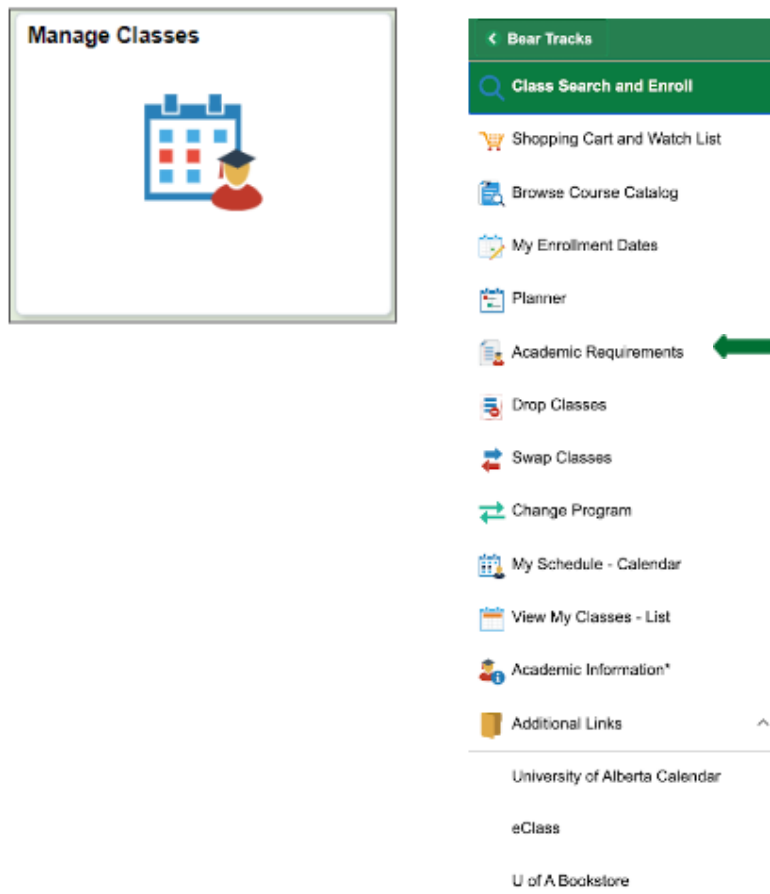 Manage Classes
Bear Tracks
Class Search and Enroll
Shopping Cart and Watch List
Browse Course Catalog
My Enrollment Dates
Planner
Academic Requirements
Drop Classes
Swap Classes
Change Program
My Schedule - Calendar
View My Classes - List
Academic Information*
Additional Links
University of Alberta Calendar
eClass
U of A Bookstore